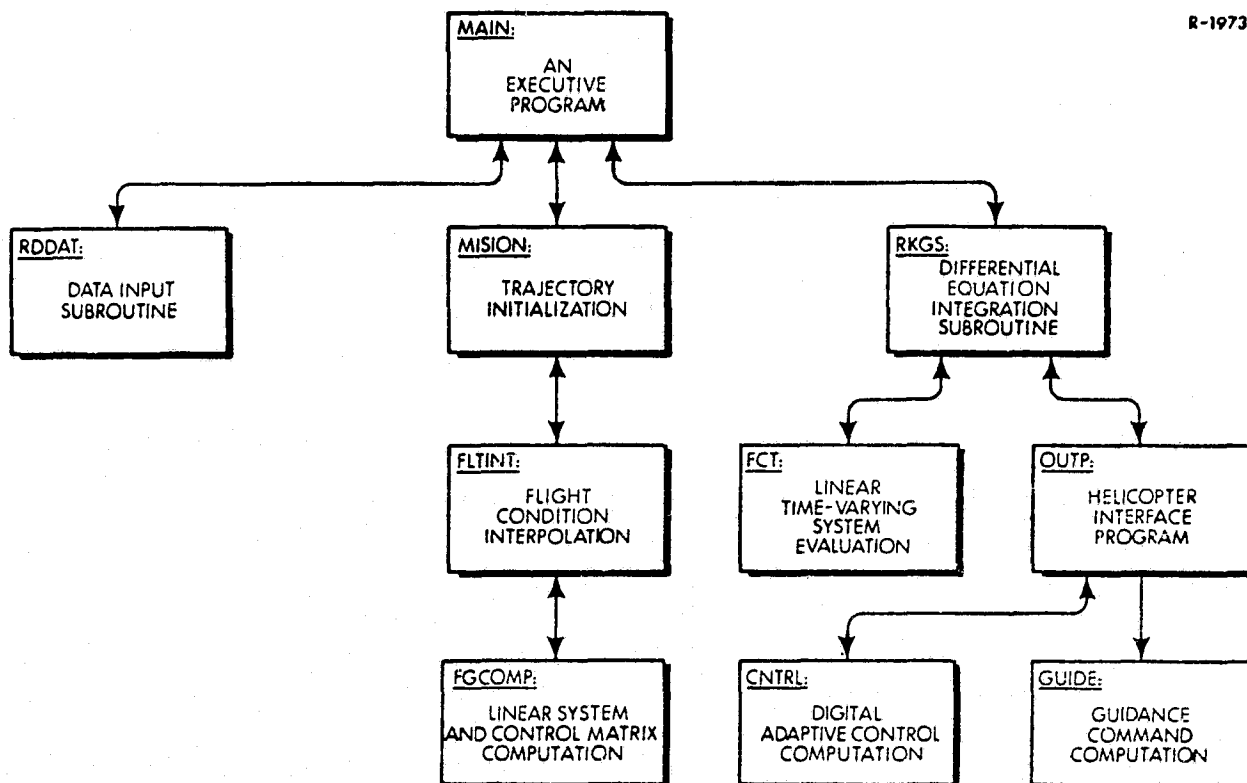 R-1973
MAIN:
AN
EXECUTIVE
PROGRAM
RDDAT:
DATA INPUT
SUBROUTINE
MISION:
TRAJECTORY
INITIALIZATION
RKGS:
DIFFERENTIAL
EQUATION
INTEGRATION
SUBROUTINE
FLTINT:
FLIGHT
CONDITION
INTERPOLATION
FCT:
LINEAR
TIME-VARYING
SYSTEM
EVALUATION
OUTP:
HELICOPTER
INTERFACE
PROGRAM
FGCOMP:
LINEAR SYSTEM
AND CONTROL MATRIX
COMPUTATION
CNTRL:
DIGITAL
ADAPTIVE CONTROL
COMPUTATION
GUIDE:
GUIDANCE
COMMAND
COMPUTATION